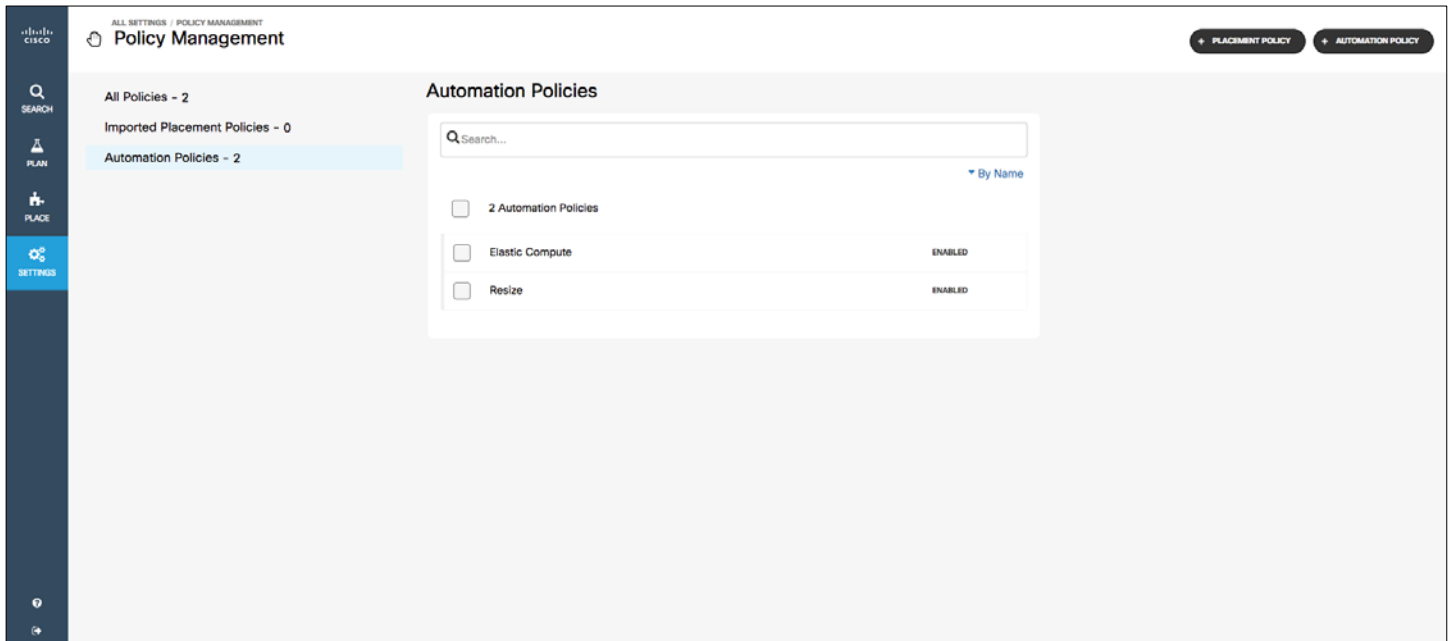 CISCO
ALL SETTINGS / POLICY MANAGEMENT
Policy Management
+ PLACEMENT POLICY
+ AUTOMATION POLICY
SEARCH
PLAN
PLACE
SETTINGS
All Policies - 2
Imported Placement Policies - 0
Automation Policies - 2
Automation Policies
Search...
By Name
2 Automation Policies
Elastic Compute ENABLED
Resize ENABLED